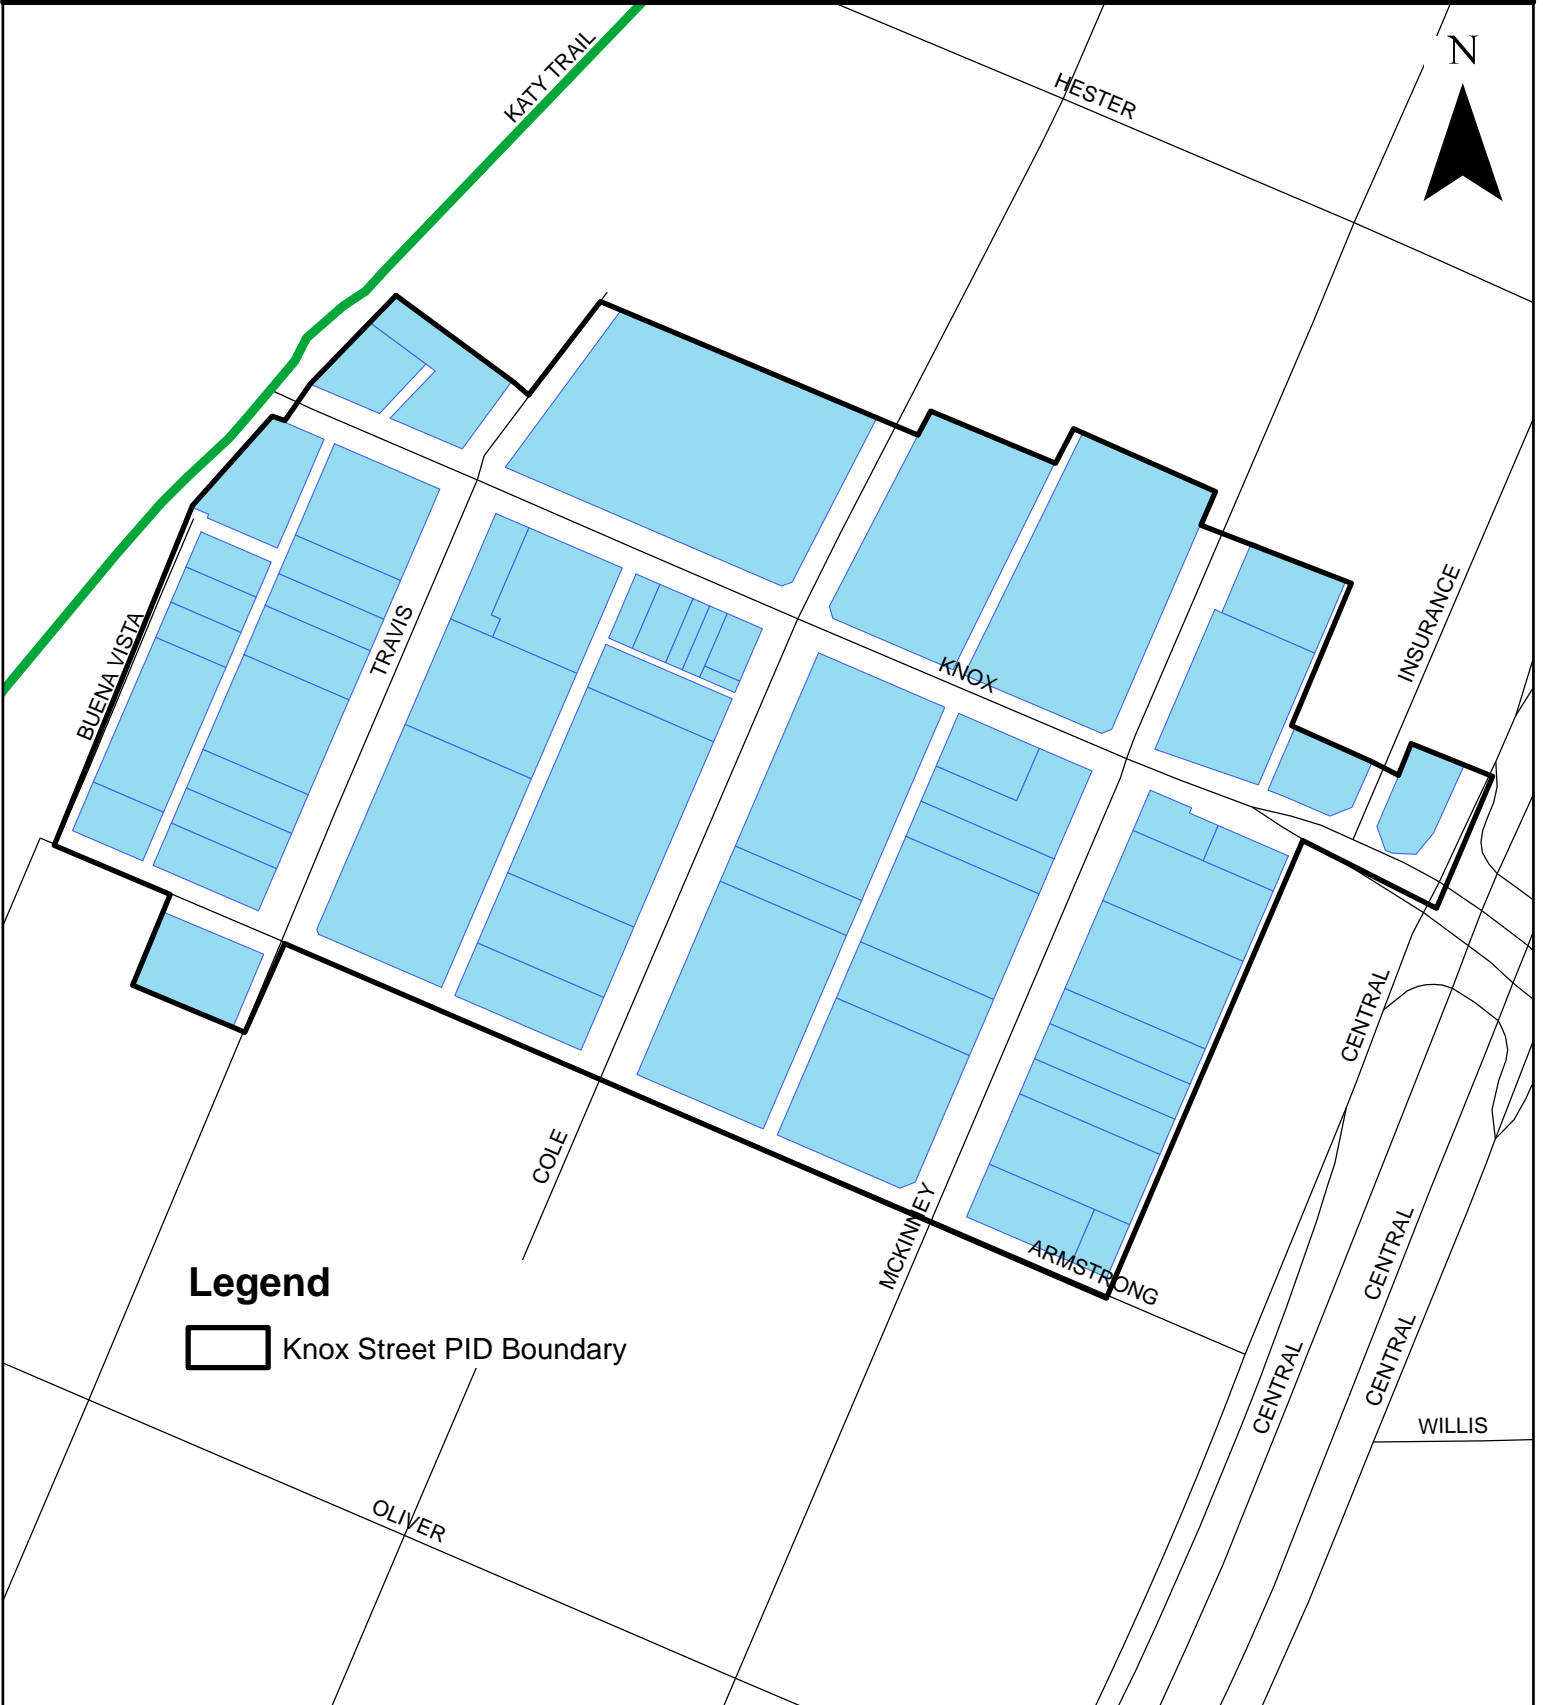 KATY TRAIL
HESTER
N
INSURANCE
BUENA VISTA
TRAVIS
KNOX
CENTRAL
COLE
MCKINNEY
ARMSTRONG
CENTRAL
CENTRAL
CENTRAL
Legend
Knox Street PID Boundary
WILLIS
OLIVER